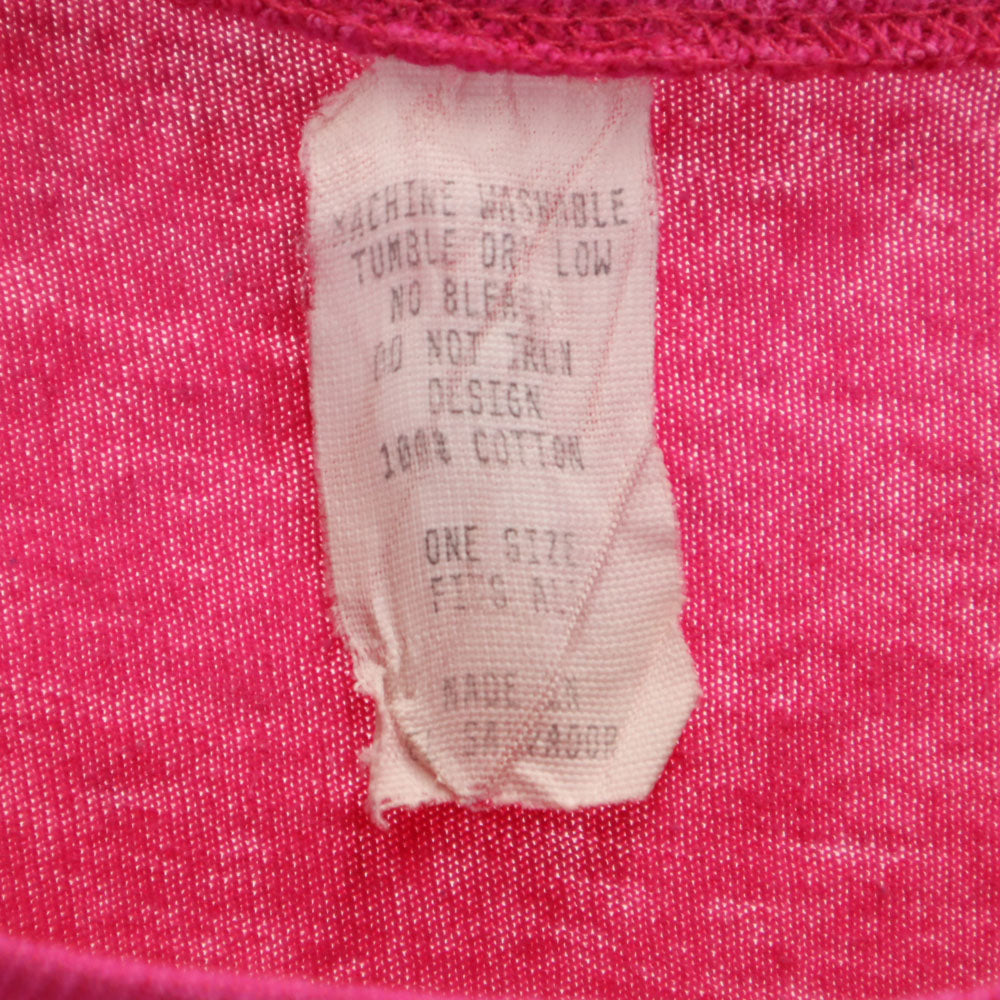 MACHINE WASHABLE
TUMBLE DRY LOW
NO BLEACH
DO NOT IRON
DESIGN
100% COTTON
ONE SIZE
FITS ALL
MADE IN
SALVADOR